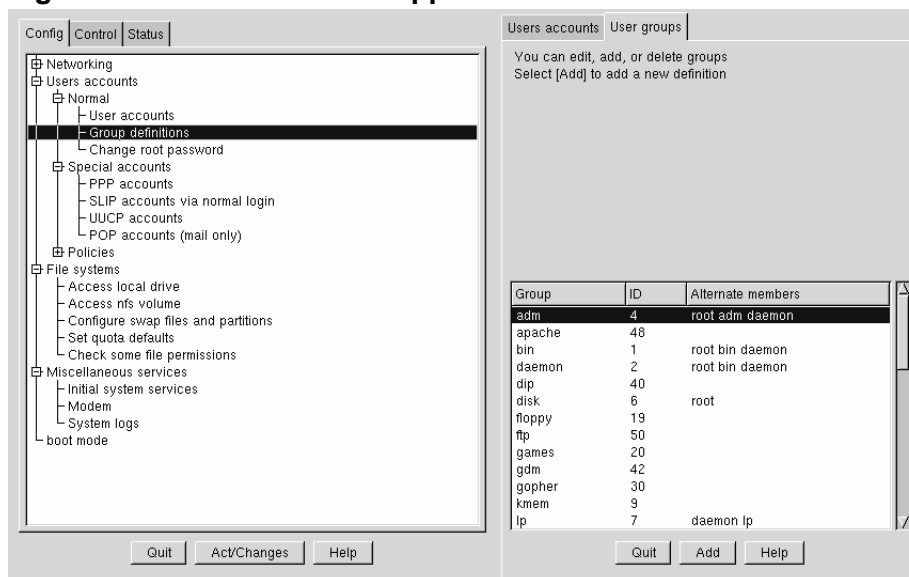 Config Control Status
Networking
Users accounts
Normal
User accounts
Group definitions
Change root password
Special accounts
PPP accounts
SLIP accounts via normal login
UUCP accounts
POP accounts (mail only)
Policies
File systems
Access local drive
Access nfs volume
Configure swap files and partitions
Set quota defaults
Check some file permissions
Miscellaneous services
Initial system services
Modem
System logs
boot mode
Quit Act/Changes Help
Users accounts User groups
You can edit, add, or delete groups
Select [Add] to add a new definition
Group ID Alternate members
adm 4 root adm daemon
apache 48
bin 1 root bin daemon
daemon 2 root bin daemon
dip 40
disk 6 root
floppy 19
ftp 50
games 20
gdm 42
gopher 30
kmem 9
lp 7 daemon lp
Quit Add Help